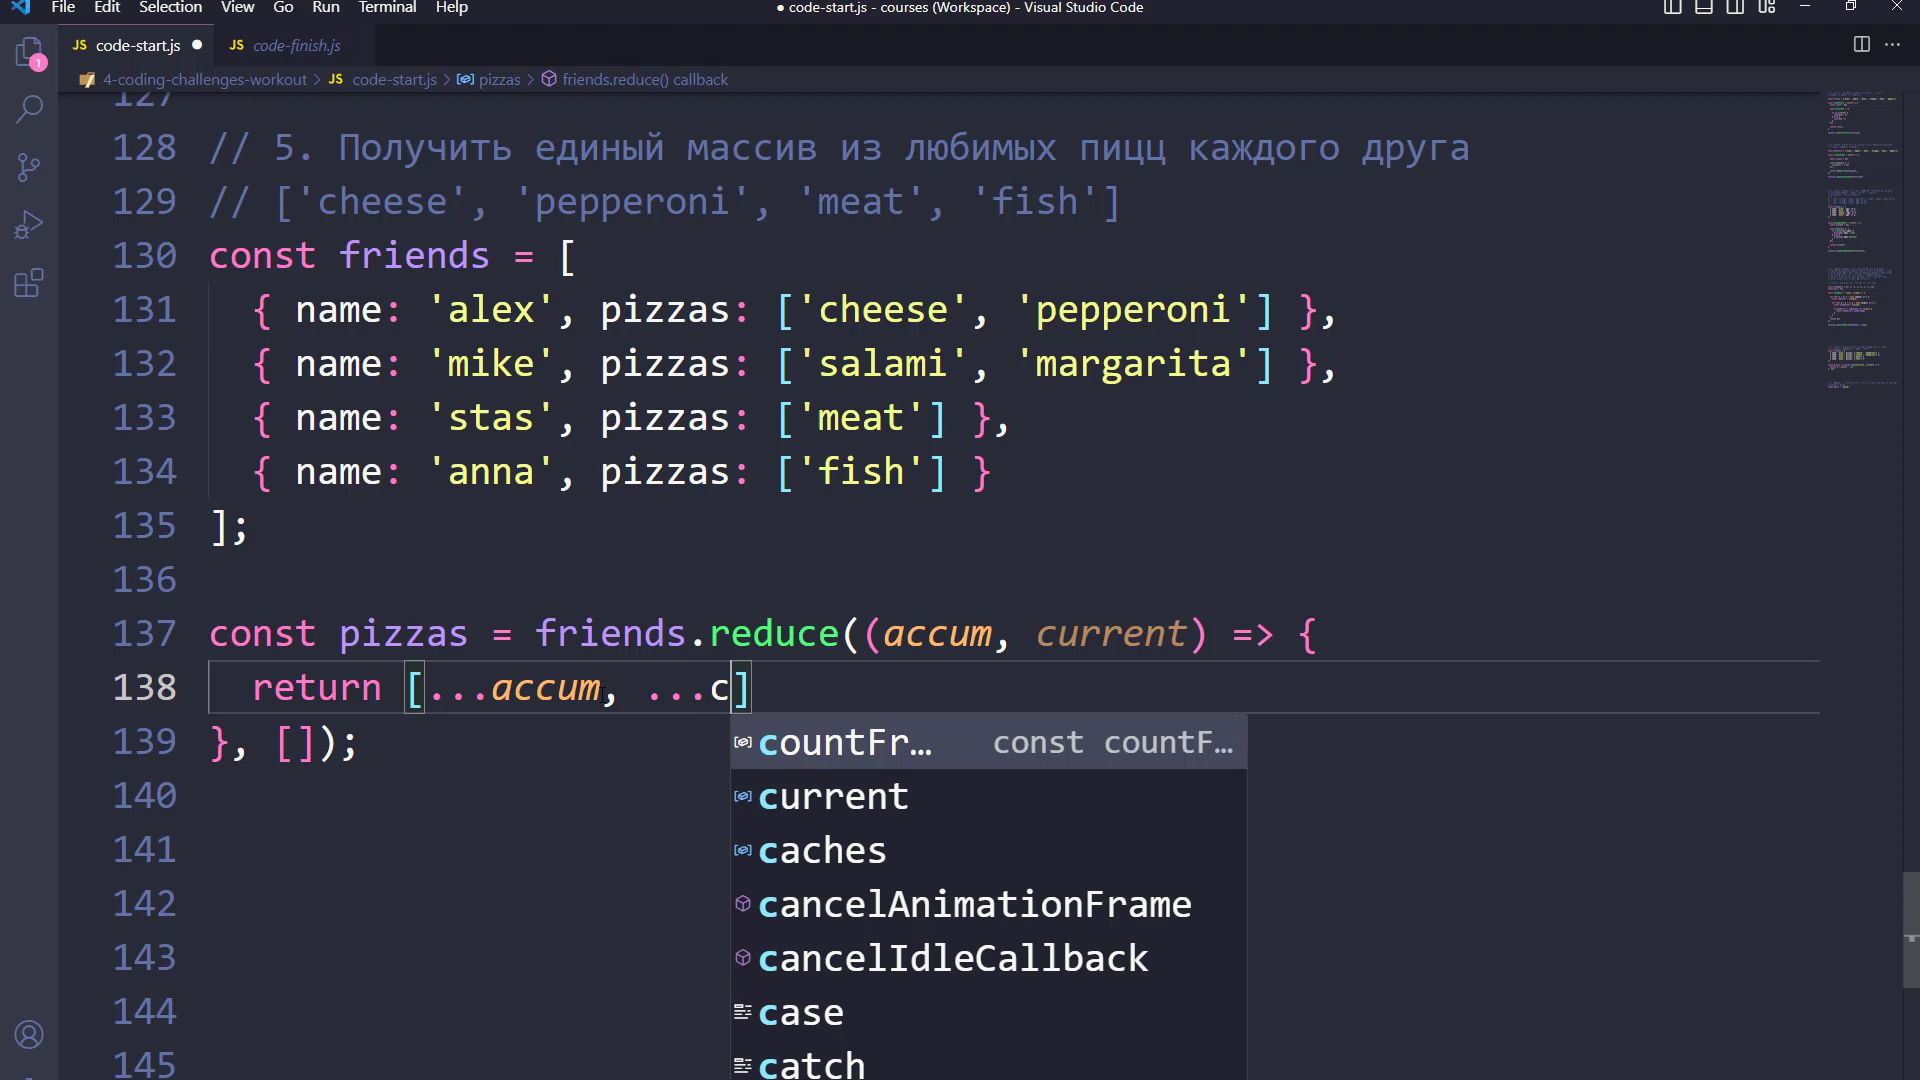 File Edit Selection View Go Run Terminal Help
● code-start.js - courses (Workspace) - Visual Studio Code
JS code-start.js ● JS code-finish.js
1
4-coding-challenges-workout > JS code-start.js > pizzas > friends.reduce() callback
127
128 // 5. Получить единый массив из любимых пицц каждого друга
129 // ['cheese', 'pepperoni', 'meat', 'fish']
130 const friends = [
131 { name: 'alex', pizzas: ['cheese', 'pepperoni'] },
132 { name: 'mike', pizzas: ['salami', 'margarita'] },
133 { name: 'stas', pizzas: ['meat'] },
134 { name: 'anna', pizzas: ['fish'] }
135 ];
136
137 const pizzas = friends.reduce((accum, current) => {
138 return [...accum, ...c]
139 }, []);
countFr… const countF…
140 current
141 caches
142 cancelAnimationFrame
143 cancelIdleCallback
144 case
145 catch